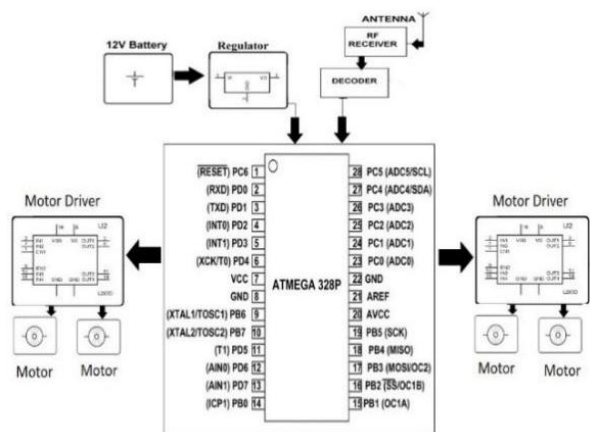 ANTENNA
RF
RECEIVER
12V Battery
Regulator
DECODER
VI VO
(RESET) PC6 1
(RXD) PD0 2
(TXD) PD1 3
(INT0) PD2 4
(INT1) PD3 5
(XCK/T0) PD4 6
VCC 7
GND 8
(XTAL1/TOSC1) PB6 9
(XTAL2/TOSC2) PB7 10
(T1) PD5 11
(AIN0) PD6 12
(AIN1) PD7 13
(ICP1) PB0 14
ATMEGA 328P
28 PC5 (ADC5/SCL)
27 PC4 (ADC4/SDA)
26 PC3 (ADC3)
25 PC2 (ADC2)
24 PC1 (ADC1)
23 PC0 (ADC0)
22 GND
21 AREF
20 AVCC
19 PB5 (SCK)
18 PB4 (MISO)
17 PB3 (MOSI/OC2)
16 PB2 (SS/OC1B)
15 PB1 (OC1A)
Motor Driver
U2
Motor
Motor
Motor Driver
U2
Motor
Motor